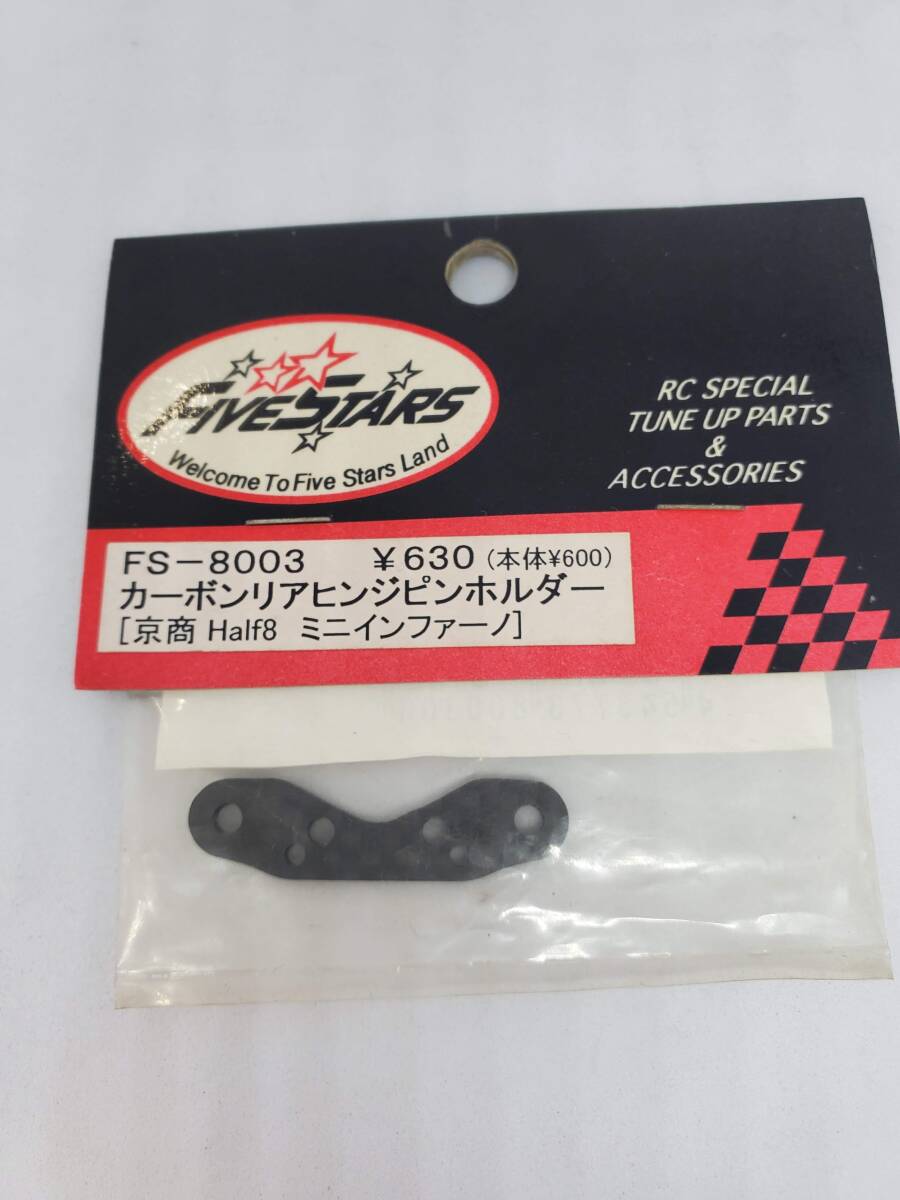 FIVESTARS
Welcome To Five Stars Land
RC SPECIAL
TUNE UP PARTS
&
ACCESSORIES
FS-8003 ¥630 (本体¥600)
カーボンリアヒンジピンホルダー
[京商 Half8 ミニインファーノ]